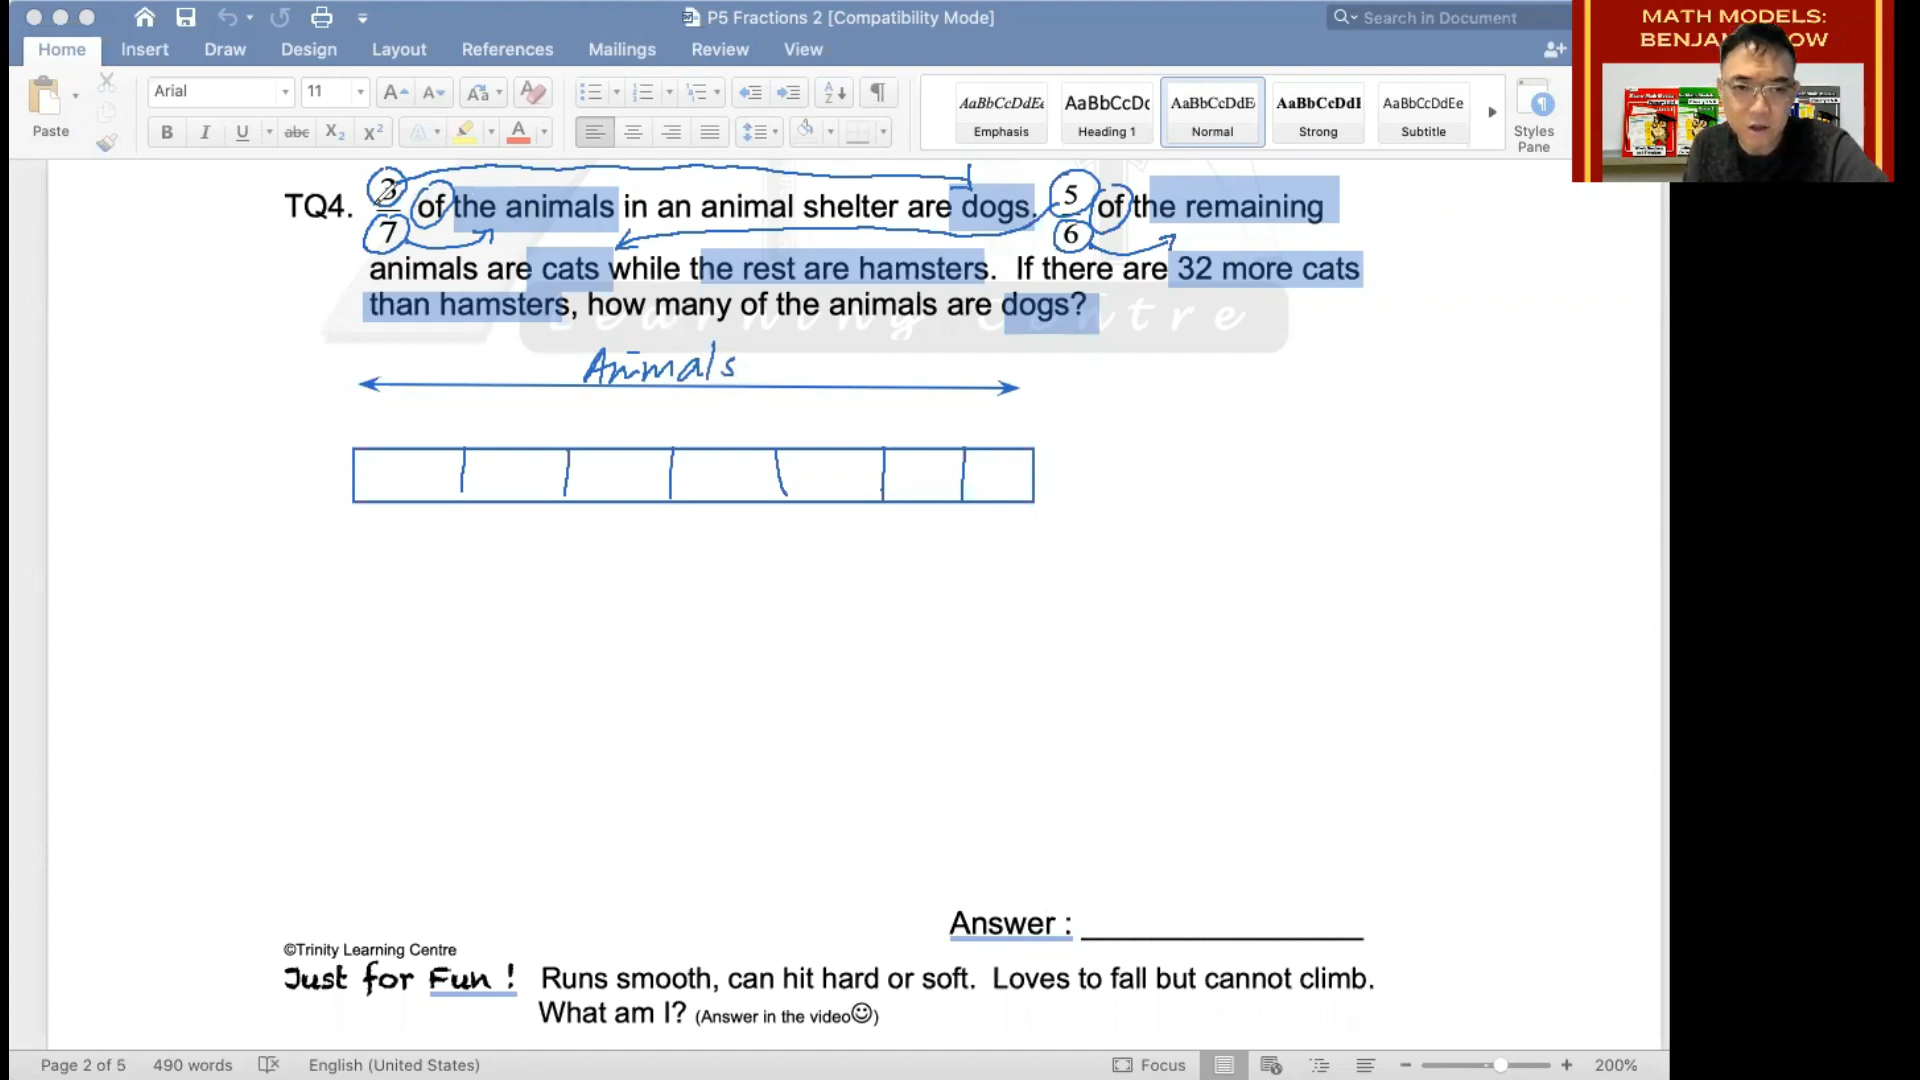 P5 Fractions 2 [Compatibility Mode]
Search in Document
MATH MODELS:
Home Insert Draw Design Layout References Mailings Review View
Paste
Arial 11
AaBbCcDdEe AaBbCcDc AaBbCcDdE AaBbCcDdI AaBbCcDdEe
Emphasis Heading 1 Normal Strong Subtitle
Styles Pane
TQ4. 3/7 of the animals in an animal shelter are dogs. 5/6 of the remaining
animals are cats while the rest are hamsters. If there are 32 more cats
than hamsters, how many of the animals are dogs?
Learning Centre
Animals
Answer :
©Trinity Learning Centre
Just for Fun ! Runs smooth, can hit hard or soft. Loves to fall but cannot climb.
What am I? (Answer in the video☺)
Page 2 of 5 490 words English (United States) Focus 200%